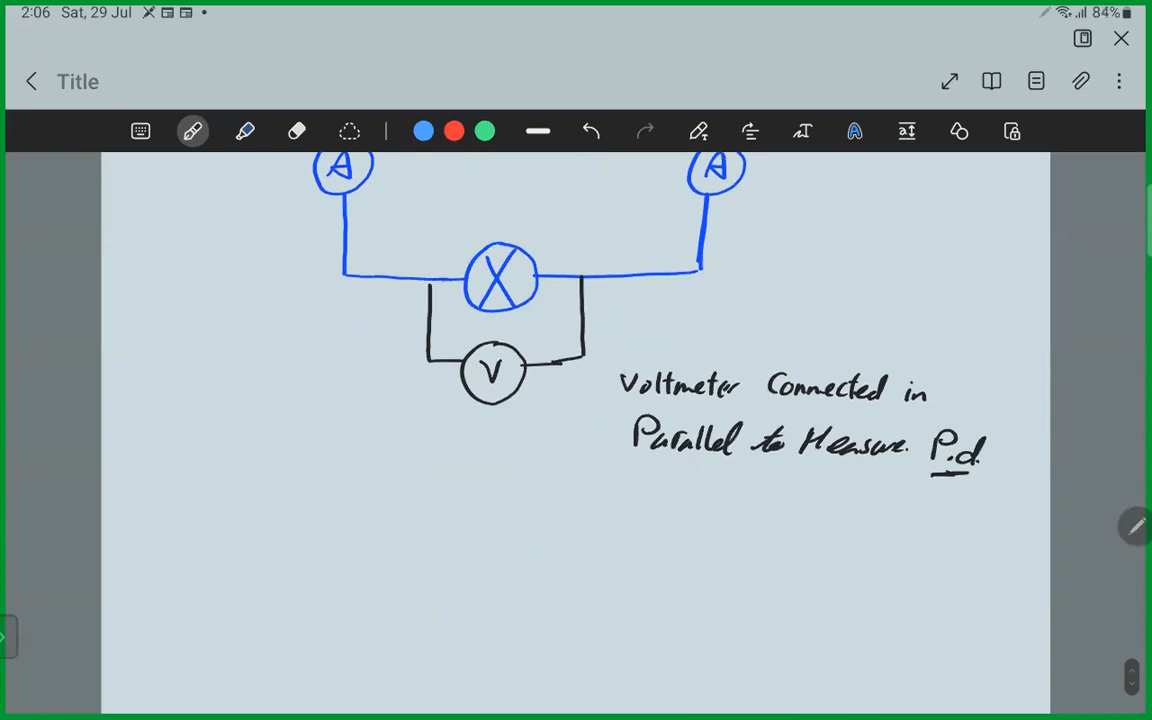 2:06 Sat, 29 Jul
84%
Title
A A
X
V
Voltmeter Connected in
Parallel to Measure P.d.